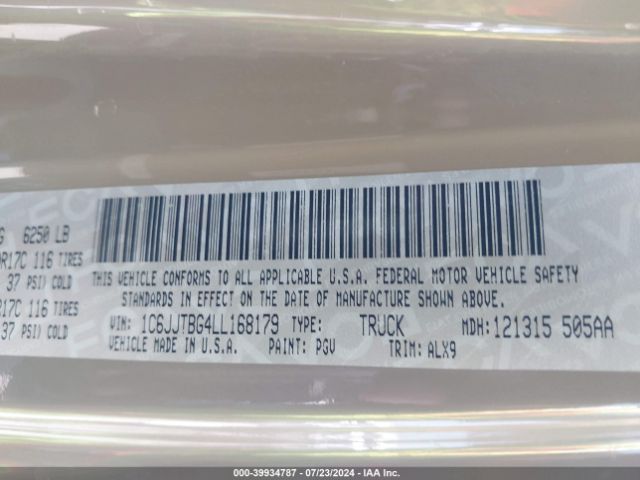 G 6250 LB
R17C 116 TIRES
37 PSI) COLD
R17C 116 TIRES
37 PSI) COLD
THIS VEHICLE CONFORMS TO ALL APPLICABLE U.S.A. FEDERAL MOTOR VEHICLE SAFETY
STANDARDS IN EFFECT ON THE DATE OF MANUFACTURE SHOWN ABOVE.
VIN: 1C6JJTBG4LL168179 TYPE: TRUCK MDH: 121315 505AA
VEHICLE MADE IN U.S.A. PAINT: PGV TRIM: ALX9
000-39934787 - 07/23/2024 - IAA Inc.